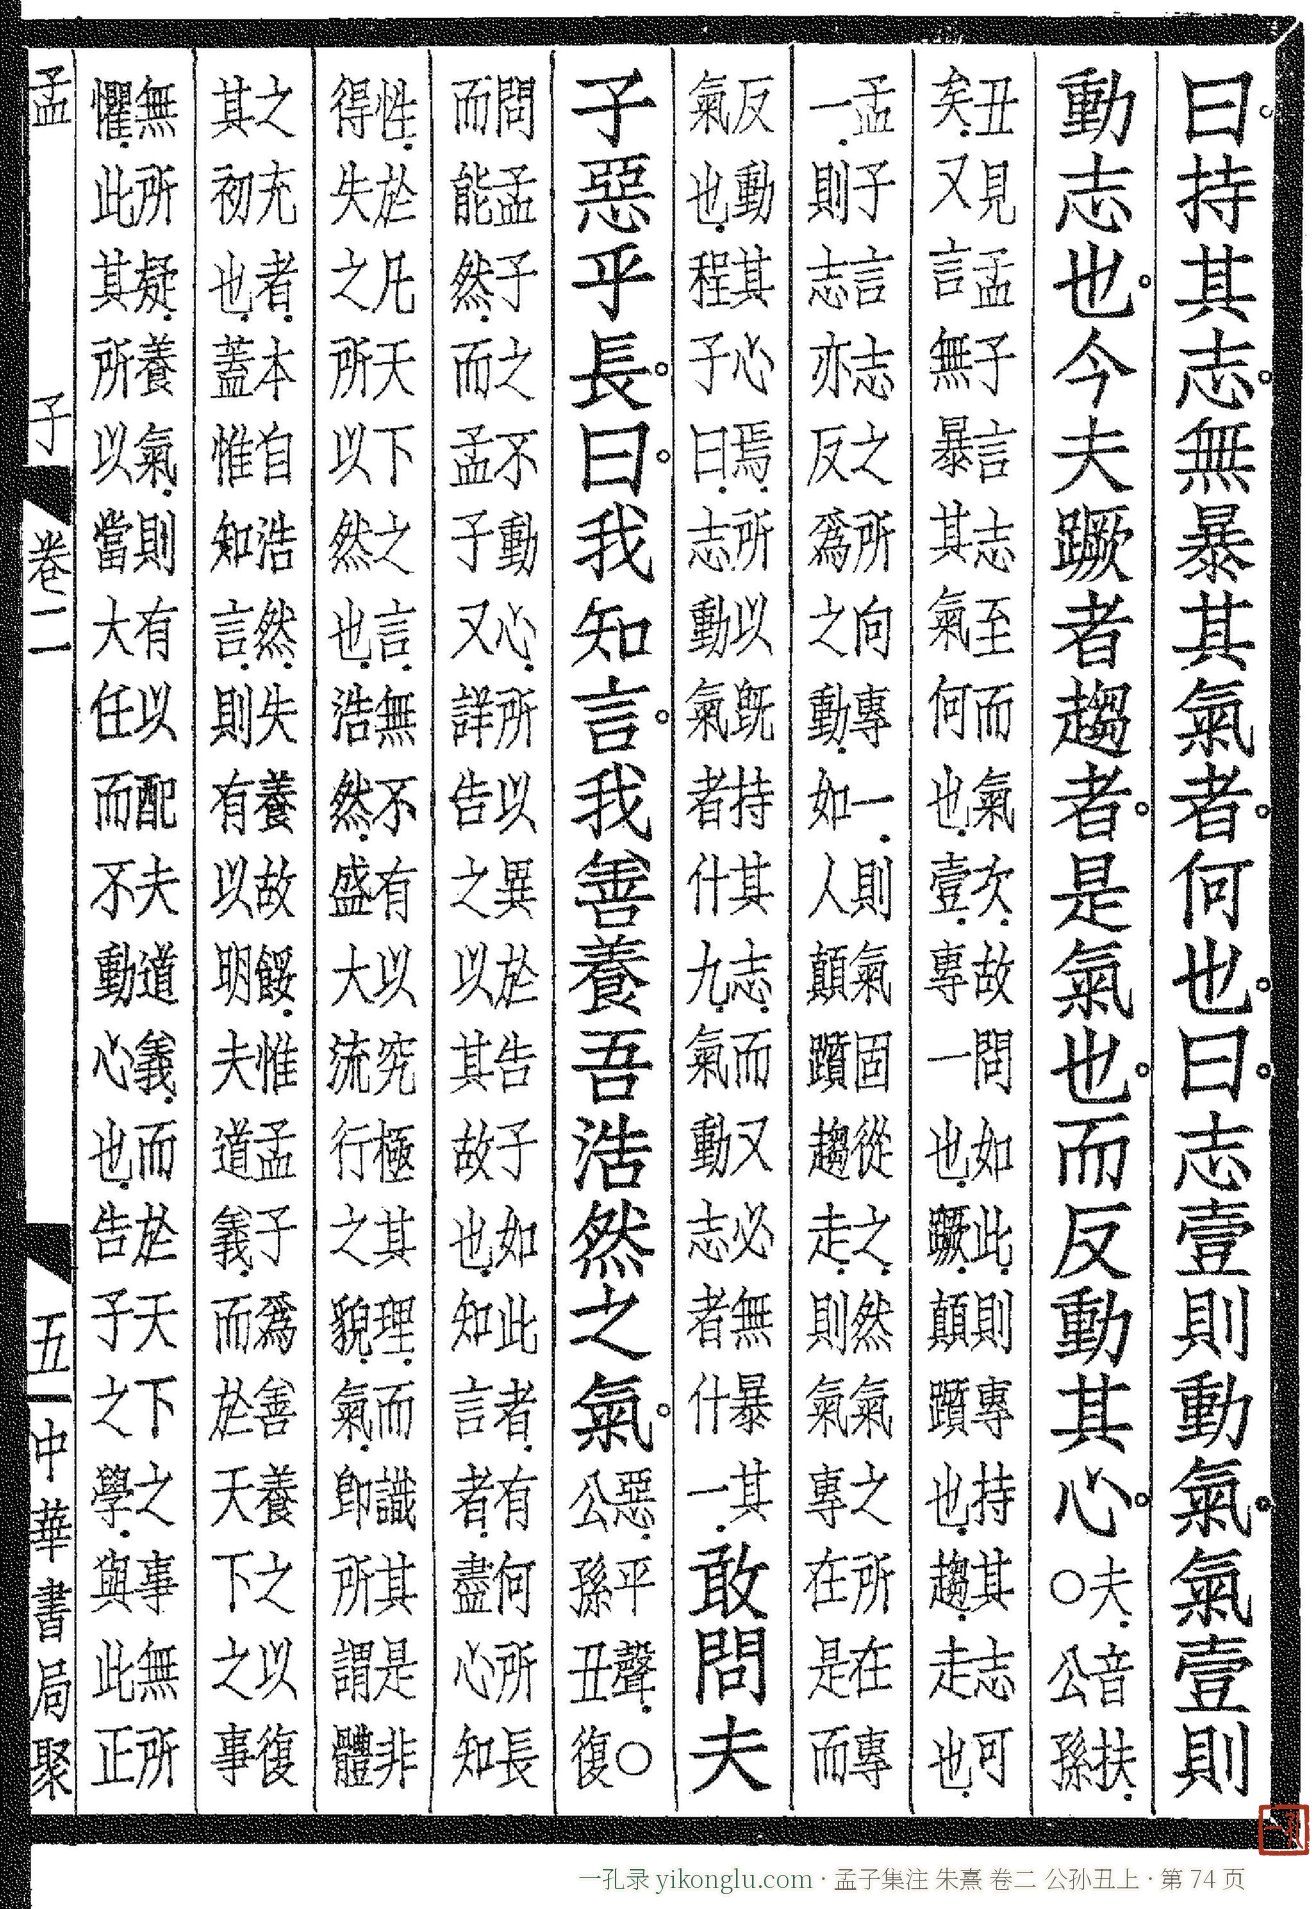 曰。持其志。無暴其氣者。何也。曰。志壹則動氣。氣壹則
動志也。今夫蹶者趨者。是氣也。而反動其心。夫.音扶.○公孫
丑見孟子言志至而氣次.故問如此.則專持其志可
矣.又言無暴其氣何也.壹.專一也.蹶.顛躓也.趨.走也.
孟子言志之所向專一.則氣固從之.然氣之所在專
一.則志亦反爲之動.如人顛躓趨走.則氣專在是而
反動其心焉.所以旣持其志.而又必無暴其
氣也.程子曰.志動氣者什九.氣動志者什一.敢問夫
子惡乎長。曰。我知言。我善養吾浩然之氣。惡.平聲.○公孫丑復
問孟子之不動心.所以異於告子如此者.有何所長
而能然.而孟子又詳告之以其故也.知言者.盡心知
性.於凡天下之言.無不有以究極其理.而識其是非
得失之所以然也.浩然.盛大流行之貌.氣.卽所謂體
之充者.本自浩然.失養故餒.惟孟子爲善養之以復
其初也.蓋惟知言.則有以明夫道義.而於天下之事
無所疑.養氣.則有以配夫道義.而於天下之事無所
懼.此其所以當大任而不動心也.告子之學.與此正
孟子 卷二 五 中華書局聚
一孔录 yikonglu.com · 孟子集注 朱熹 卷二 公孙丑上 · 第 74 页